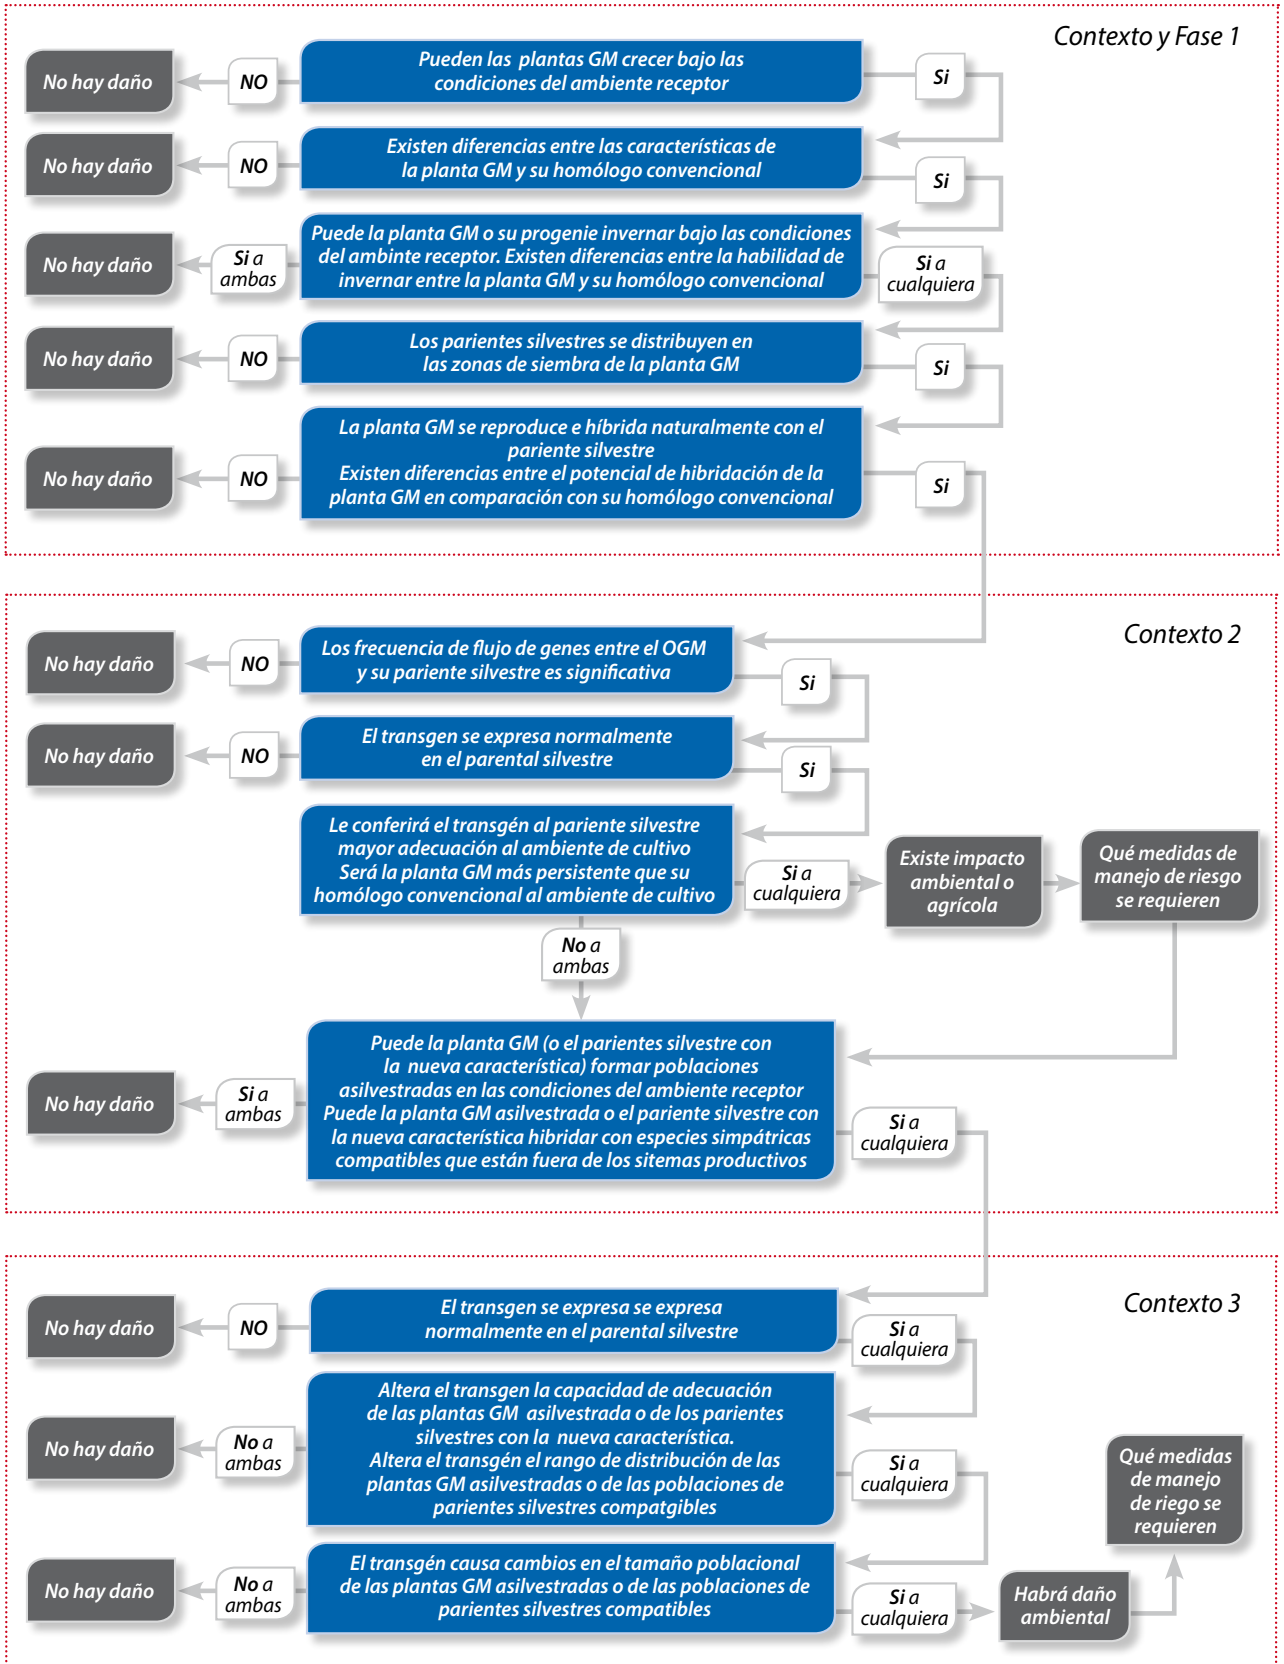 Contexto y Fase 1
Pueden las plantas GM crecer bajo las
condiciones del ambiente receptor
No hay daño
NO
Si
Existen diferencias entre las características de
la planta GM y su homólogo convencional
No hay daño
NO
Si
Puede la planta GM o su progenie invernar bajo las condiciones
del ambinte receptor. Existen diferencias entre la habilidad de
invernar entre la planta GM y su homólogo convencional
No hay daño
Si a
ambas
Si a
cualquiera
Los parientes silvestres se distribuyen en
las zonas de siembra de la planta GM
No hay daño
NO
Si
La planta GM se reproduce e híbrida naturalmente con el
pariente silvestre
Existen diferencias entre el potencial de hibridación de la
planta GM en comparación con su homólogo convencional
No hay daño
NO
Si
Contexto 2
Los frecuencia de flujo de genes entre el OGM
y su pariente silvestre es significativa
No hay daño
NO
Si
El transgen se expresa normalmente
en el parental silvestre
No hay daño
NO
Si
Le conferirá el transgén al pariente silvestre
mayor adecuación al ambiente de cultivo
Será la planta GM más persistente que su
homólogo convencional al ambiente de cultivo
Si a
cualquiera
Existe impacto
ambiental o
agrícola
Qué medidas de
manejo de riesgo
se requieren
No a
ambas
Puede la planta GM (o el parientes silvestre con
la nueva característica) formar poblaciones
asilvestradas en las condiciones del ambiente receptor
Puede la planta GM asilvestrada o el pariente silvestre con
la nueva característica hibridar con especies simpátricas
compatibles que están fuera de los sitemas productivos
No hay daño
Si a
ambas
Si a
cualquiera
Contexto 3
El transgen se expresa se expresa
normalmente en el parental silvestre
No hay daño
NO
Si a
cualquiera
Altera el transgen la capacidad de adecuación
de las plantas GM asilvestrada o de los parientes
silvestres con la nueva característica.
Altera el transgén el rango de distribución de las
plantas GM asilvestradas o de las poblaciones de
parientes silvestres compatgibles
No hay daño
No a
ambas
Si a
cualquiera
Qué medidas
de manejo
de riego se
requieren
El transgén causa cambios en el tamaño poblacional
de las plantas GM asilvestradas o de las poblaciones de
parientes silvestres compatibles
No hay daño
No a
ambas
Si a
cualquiera
Habrá daño
ambiental